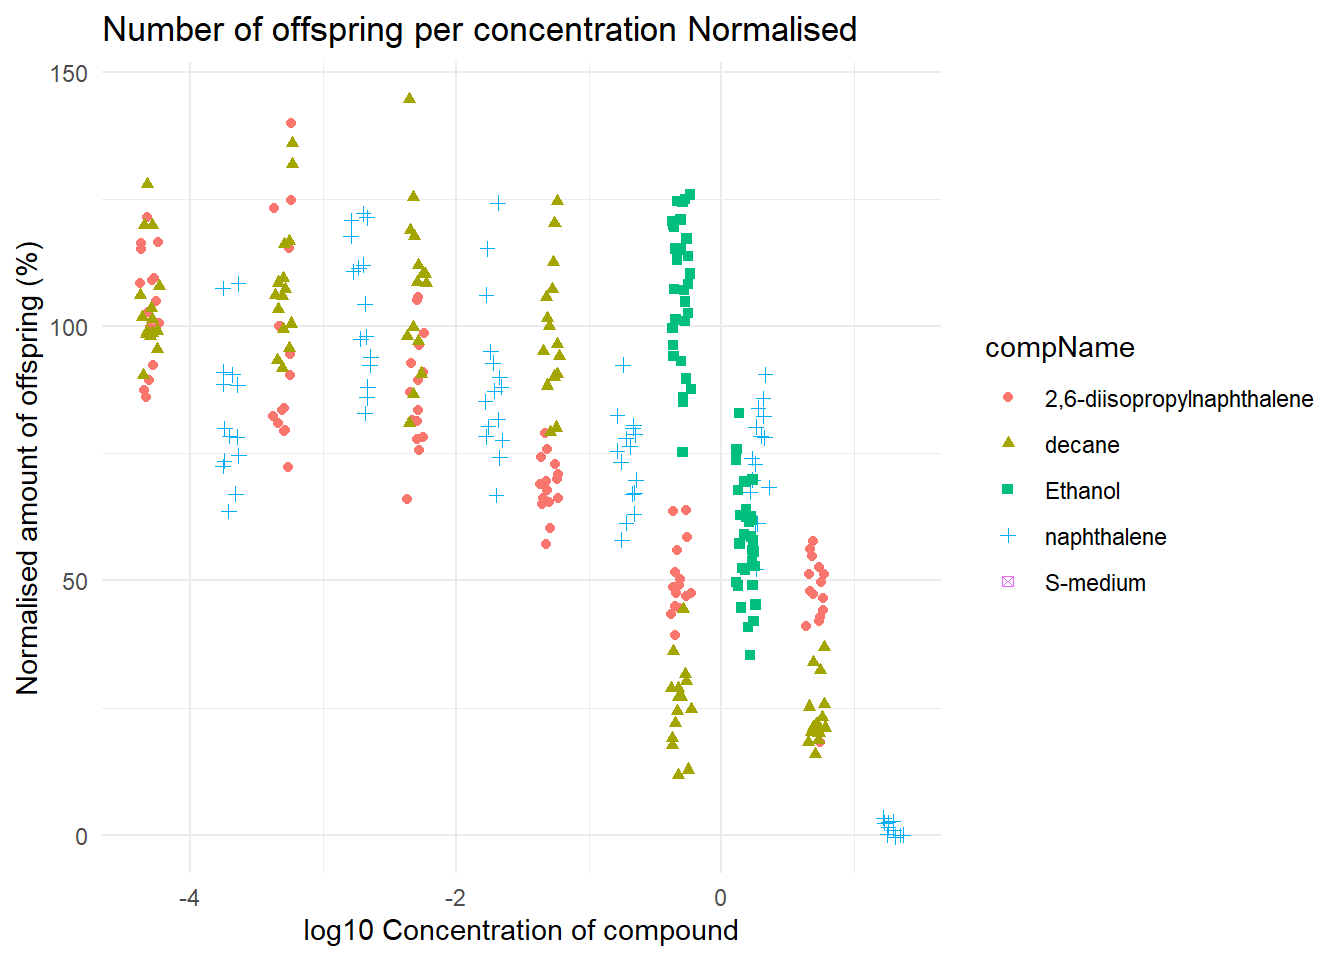 Number of offspring per concentration Normalised
150
100
50
0
Normalised amount of offspring (%)
-4
-2
0
log10 Concentration of compound
compName
2,6-diisopropylnaphthalene
decane
Ethanol
naphthalene
S-medium